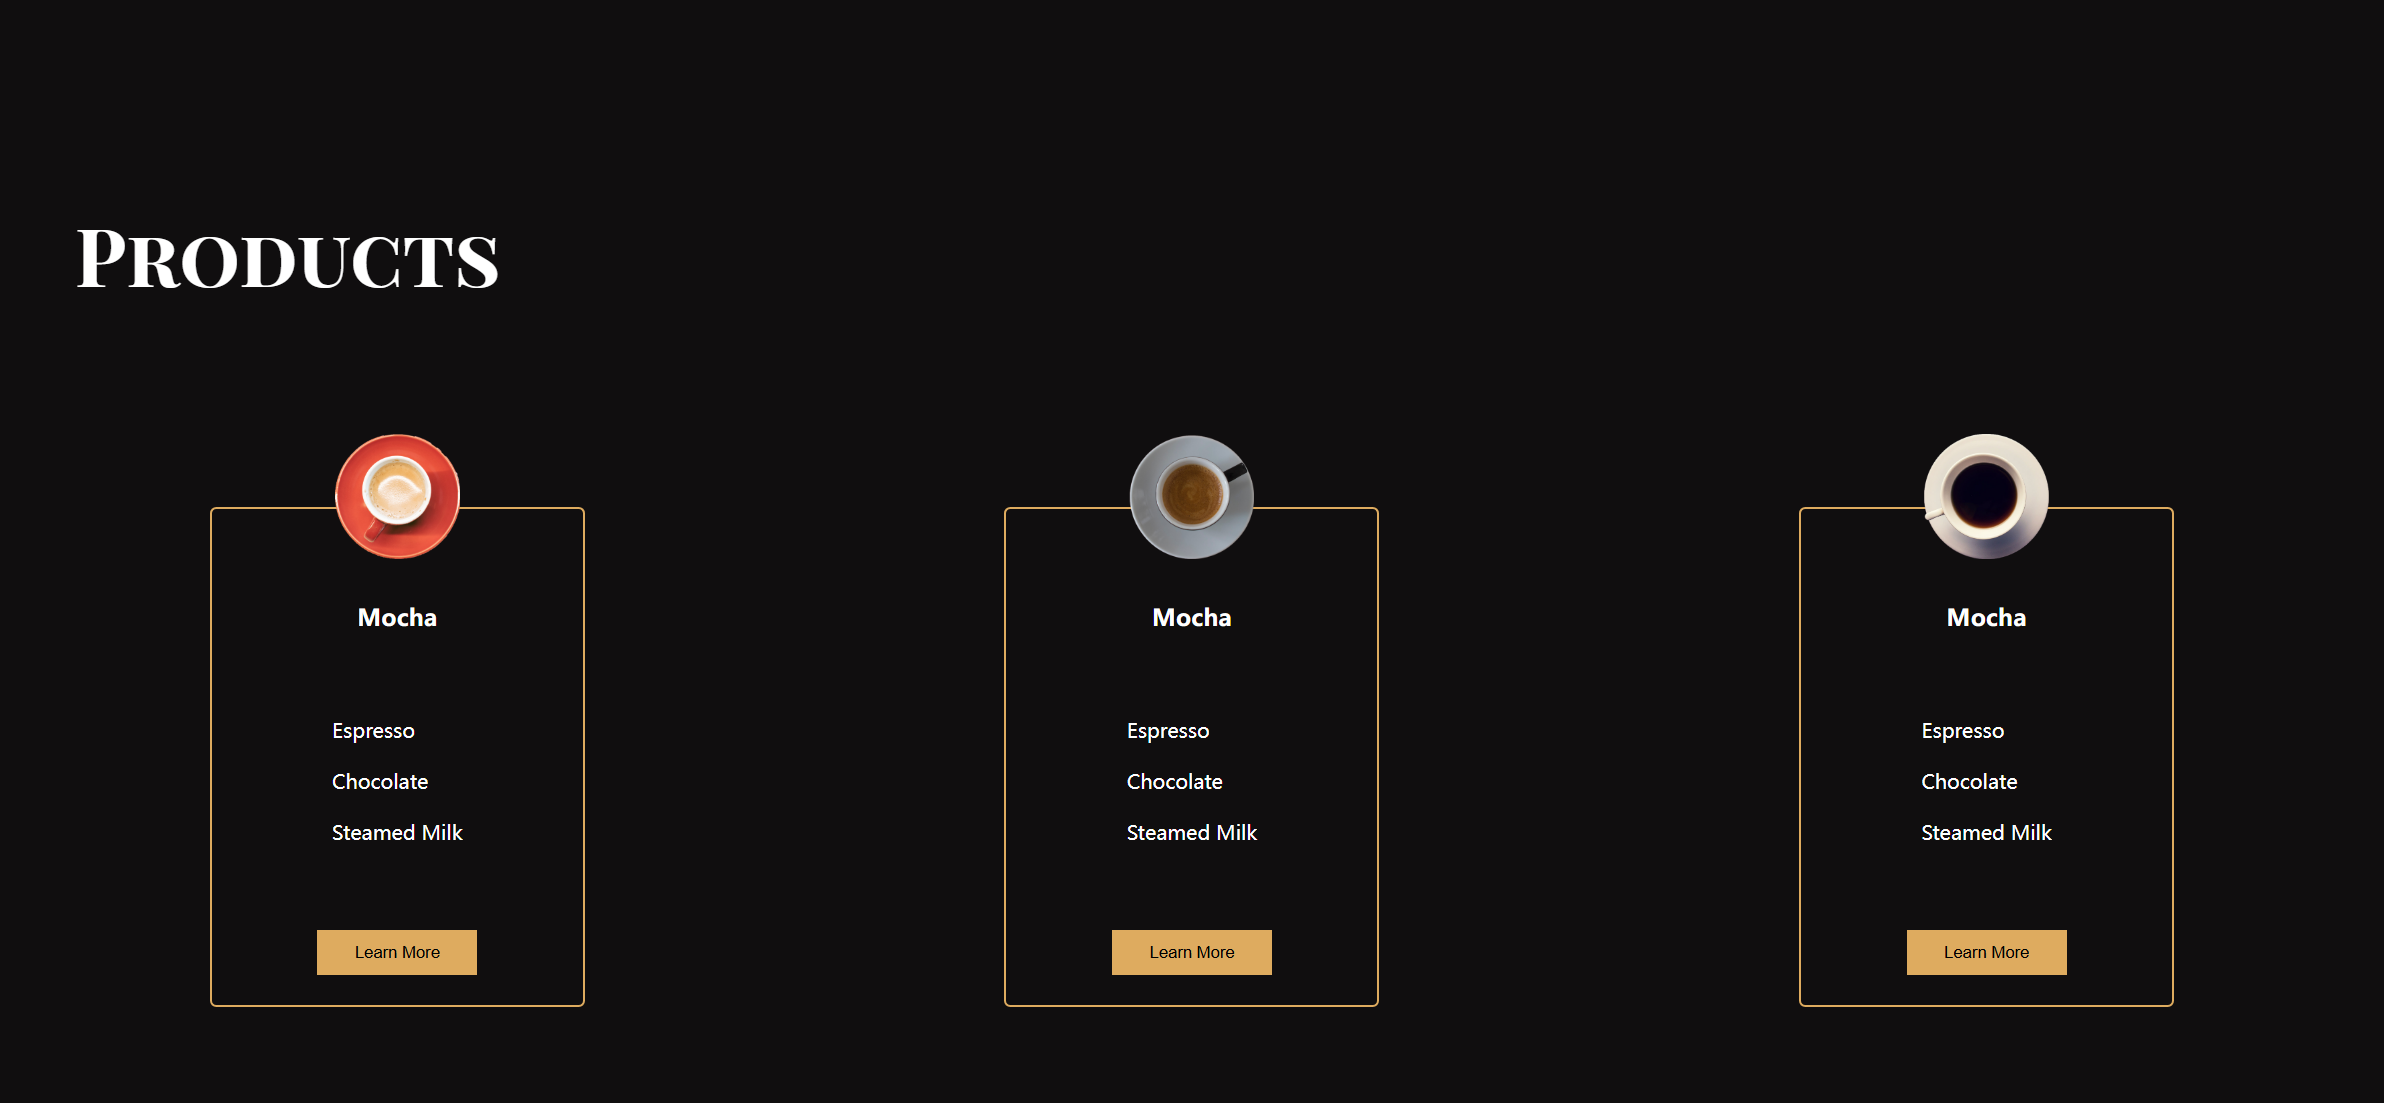 Products
Mocha
Espresso
Chocolate
Steamed Milk
Learn More
Mocha
Espresso
Chocolate
Steamed Milk
Learn More
Mocha
Espresso
Chocolate
Steamed Milk
Learn More